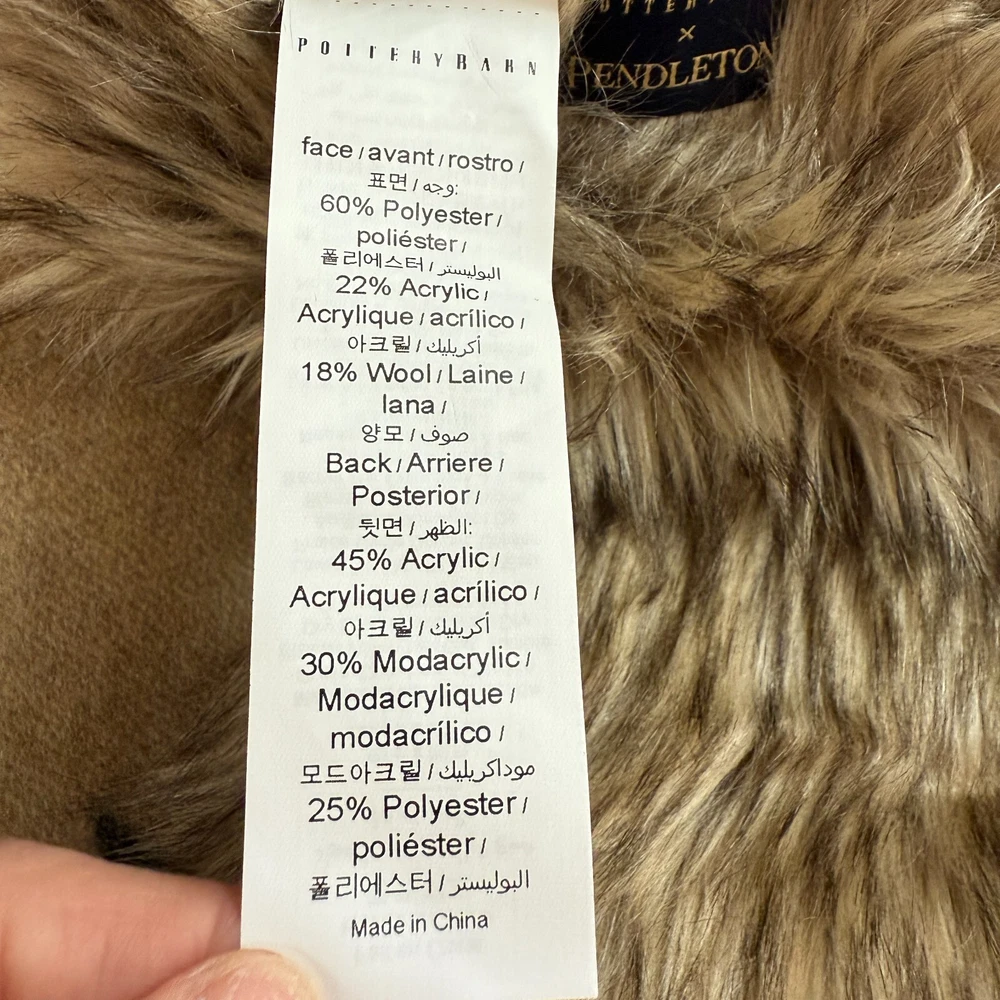 POTTERYBARN
face / avant / rostro /
표면 / وجه:
60% Polyester /
poliéster /
폴리에스터 / البوليستر
22% Acrylic /
Acrylique / acrílico /
아크릴 / أكريليك
18% Wool / Laine /
lana /
양모 / صوف
Back / Arriere /
Posterior /
뒷면 / الظهر:
45% Acrylic /
Acrylique / acrílico /
아크릴 / أكريليك
30% Modacrylic /
Modacrylique /
modacrílico /
모드아크릴 / موداكريليك
25% Polyester /
poliéster /
폴리에스터 / البوليستر
Made in China
×
PENDLETON